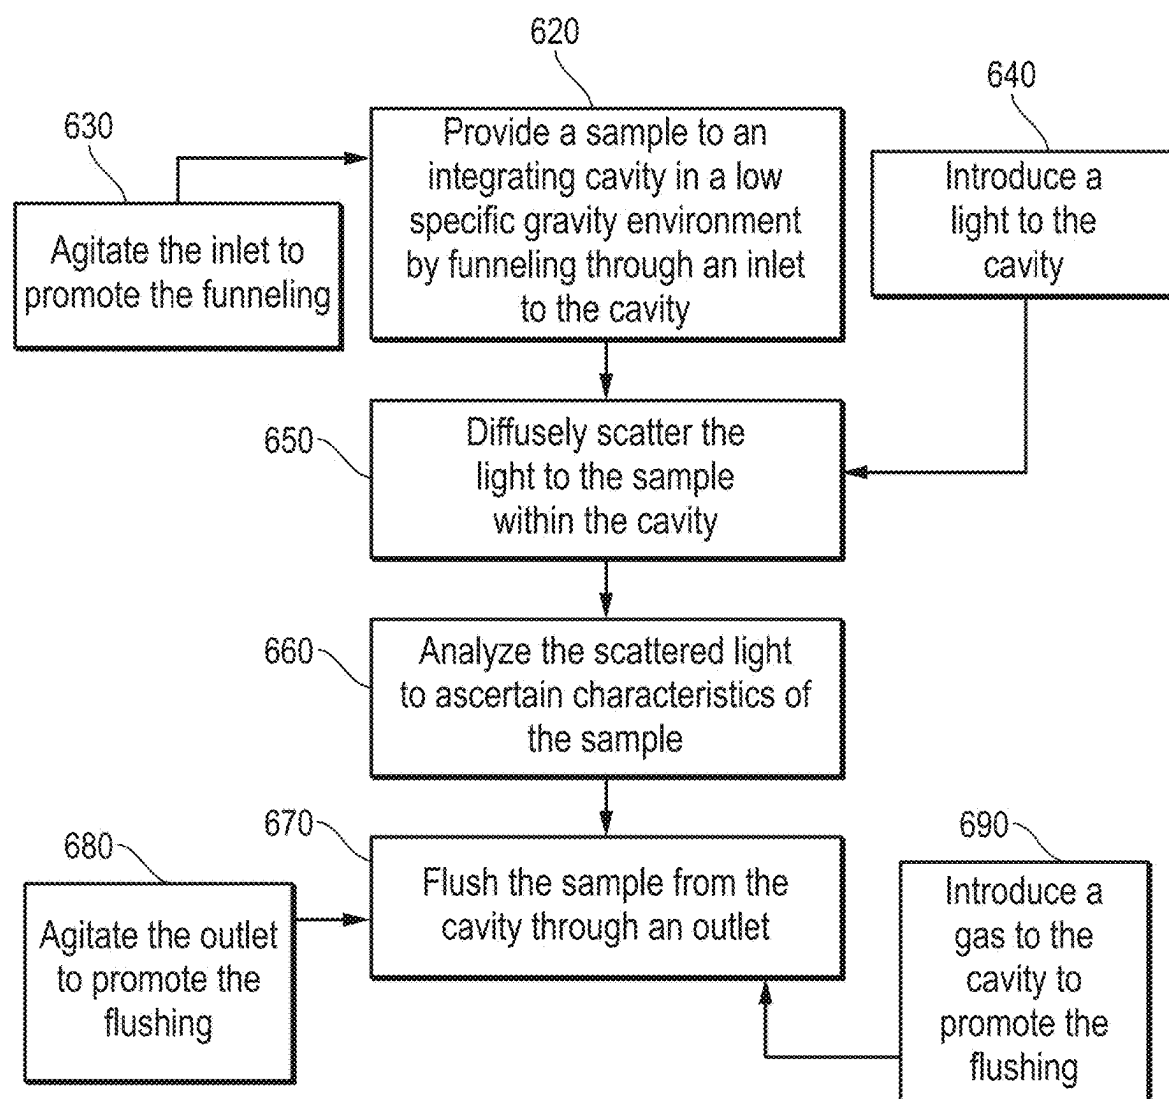 620
Provide a sample to an
integrating cavity in a low
specific gravity environment
by funneling through an inlet
to the cavity
630
Agitate the inlet to
promote the funneling
640
Introduce a
light to the
cavity
650
Diffusely scatter the
light to the sample
within the cavity
660
Analyze the scattered light
to ascertain characteristics of
the sample
670
Flush the sample from the
cavity through an outlet
680
Agitate the outlet
to promote the
flushing
690
Introduce a
gas to the
cavity to
promote the
flushing